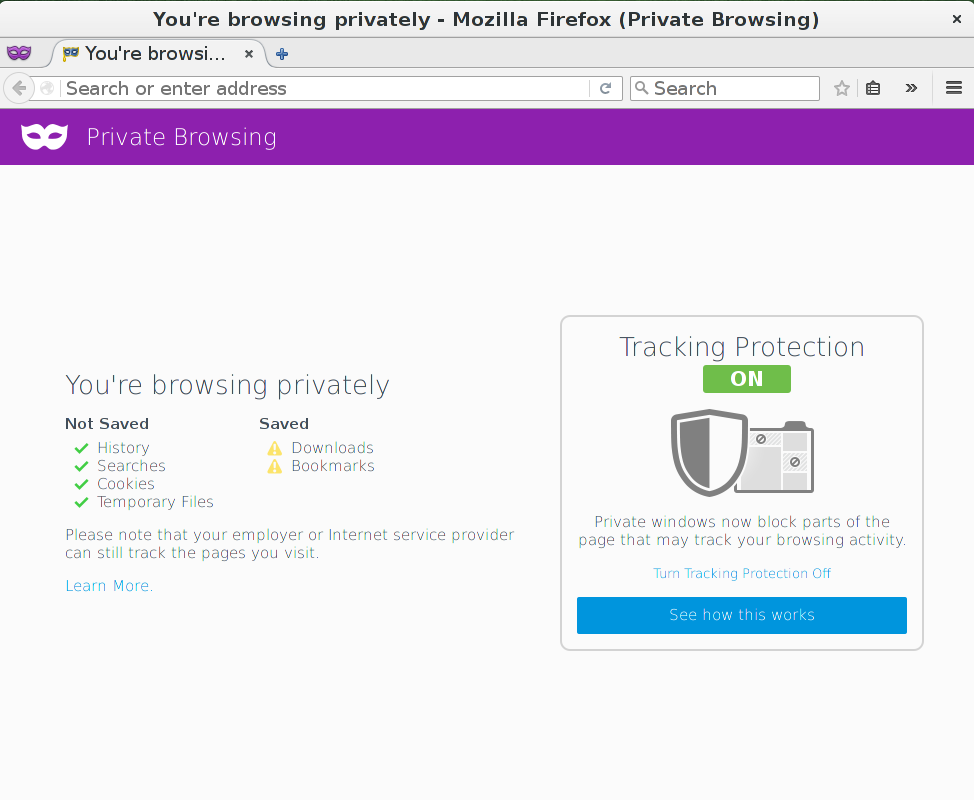 You're browsing privately - Mozilla Firefox (Private Browsing)
You're browsi...
Search or enter address
Search
Private Browsing
You're browsing privately
Not Saved
History
Searches
Cookies
Temporary Files
Saved
Downloads
Bookmarks
Please note that your employer or Internet service provider
can still track the pages you visit.
Learn More.
Tracking Protection
ON
Private windows now block parts of the
page that may track your browsing activity.
Turn Tracking Protection Off
See how this works